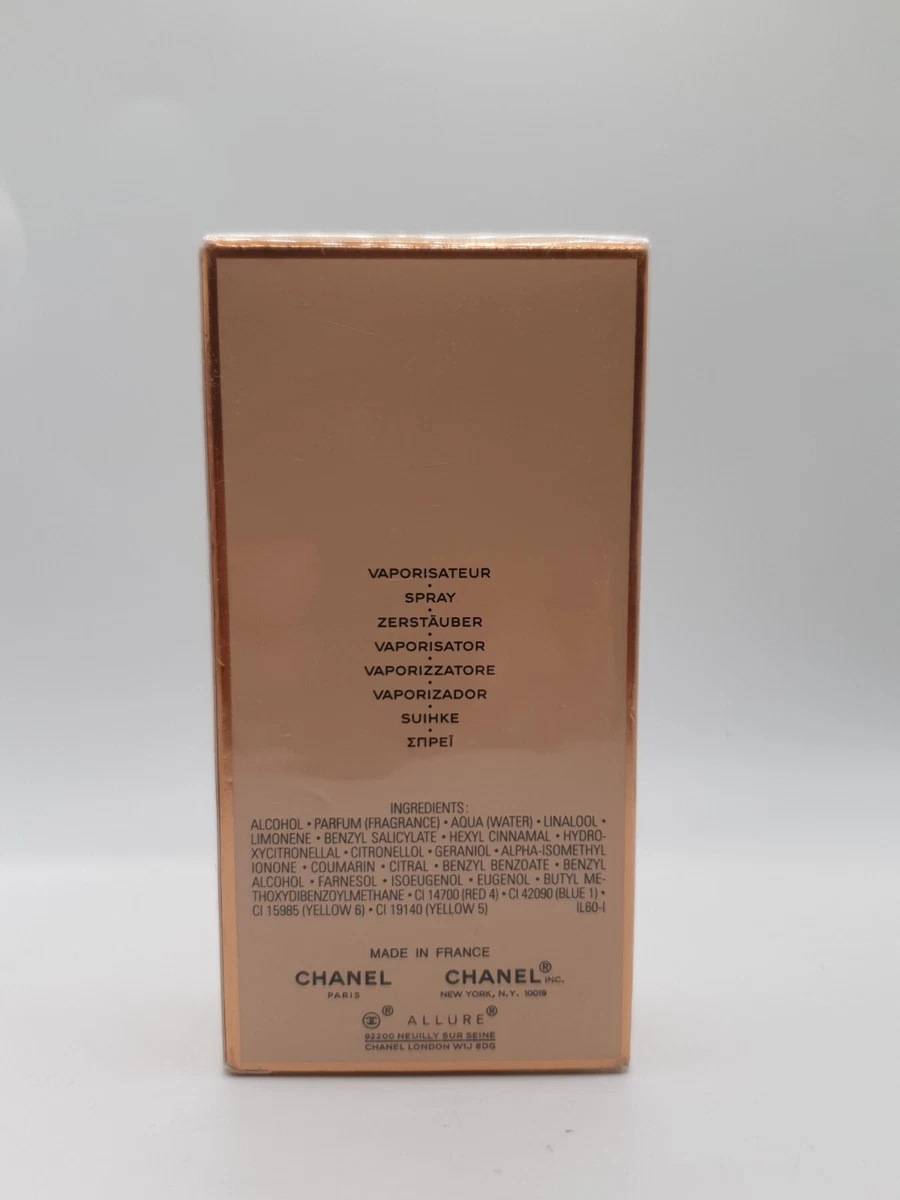 VAPORISATEUR
•
SPRAY
•
ZERSTÄUBER
•
VAPORISATOR
•
VAPORIZZATORE
•
VAPORIZADOR
•
SUIHKE
•
ΣΠΡΕΪ
INGREDIENTS:
ALCOHOL • PARFUM (FRAGRANCE) • AQUA (WATER) • LINALOOL •
LIMONENE • BENZYL SALICYLATE • HEXYL CINNAMAL • HYDRO-
XYCITRONELLAL • CITRONELLOL • GERANIOL • ALPHA-ISOMETHYL
IONONE • COUMARIN • CITRAL • BENZYL BENZOATE • BENZYL
ALCOHOL • FARNESOL • ISOEUGENOL • EUGENOL • BUTYL ME-
THOXYDIBENZOYLMETHANE • CI 14700 (RED 4) • CI 42090 (BLUE 1) •
CI 15985 (YELLOW 6) • CI 19140 (YELLOW 5) IL60-I
MADE IN FRANCE
CHANEL CHANEL® INC.
PARIS NEW YORK, N.Y. 10019
® ALLURE®
92200 NEUILLY SUR SEINE
CHANEL LONDON W1J 6DG